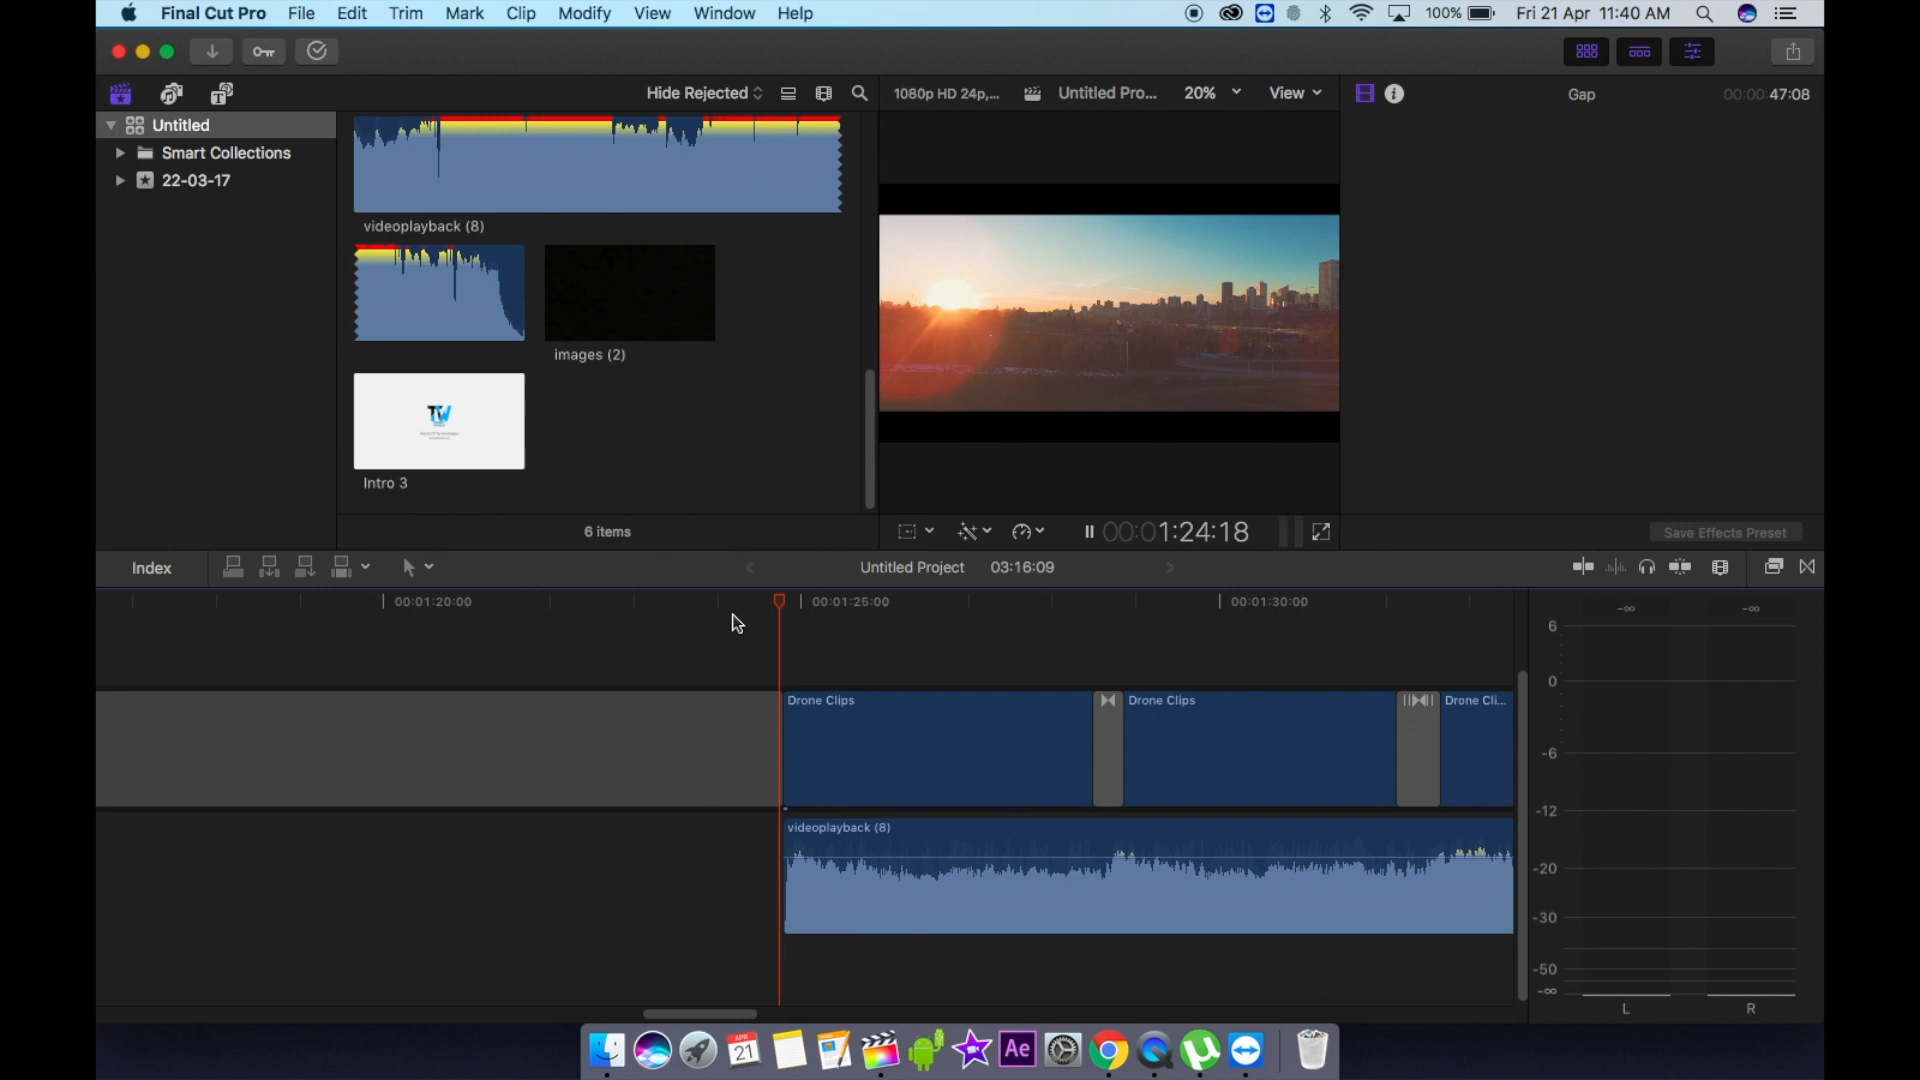 Final Cut Pro File Edit Trim Mark Clip Modify View Window Help 100% Fri 21 Apr 11:40 AM
Hide Rejected 1080p HD 24p,... Untitled Pro... 20% View Gap 00:00:47:08
Untitled
Smart Collections
22-03-17
videoplayback (8)
images (2)
TW
Intro 3
6 items 00:01:24:18 Save Effects Preset
Index Untitled Project 03:16:09
00:01:20:00 00:01:25:00 00:01:30:00
-∞ -∞
6
0
-6
-12
-20
-30
-50
-∞
L R
Drone Clips Drone Clips Drone Cli...
videoplayback (8)
APR
21
Ae